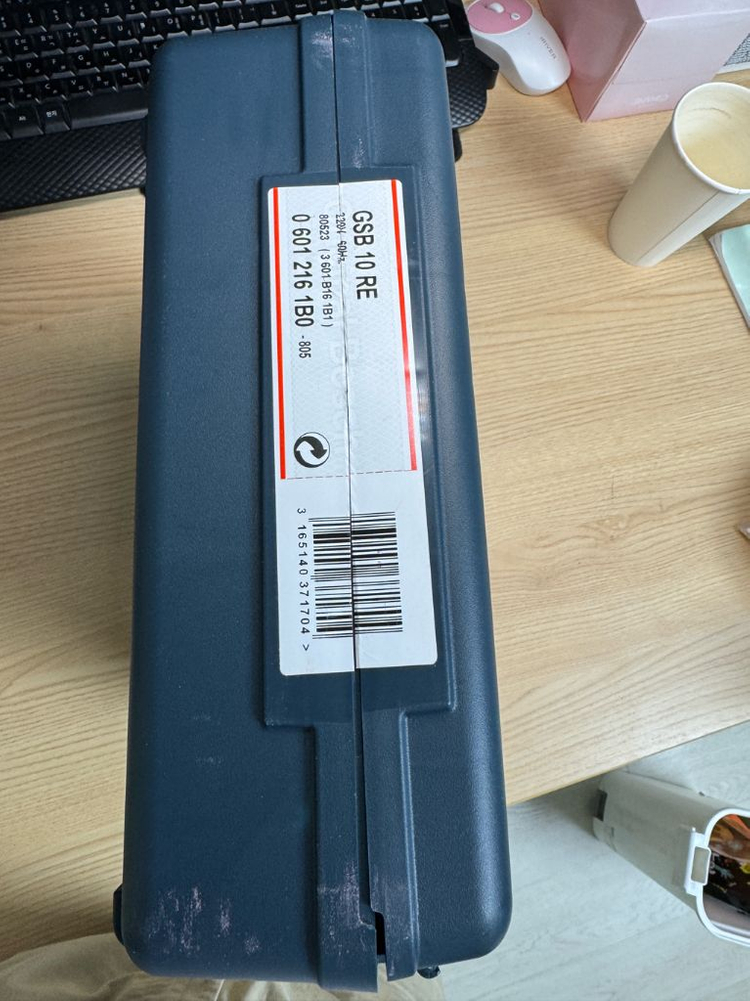 GSB 10 RE
220V 60Hz
80523 ( 3 601 B16 1B1 )
0 601 216 1B0 - 805
3 165140 371704 >